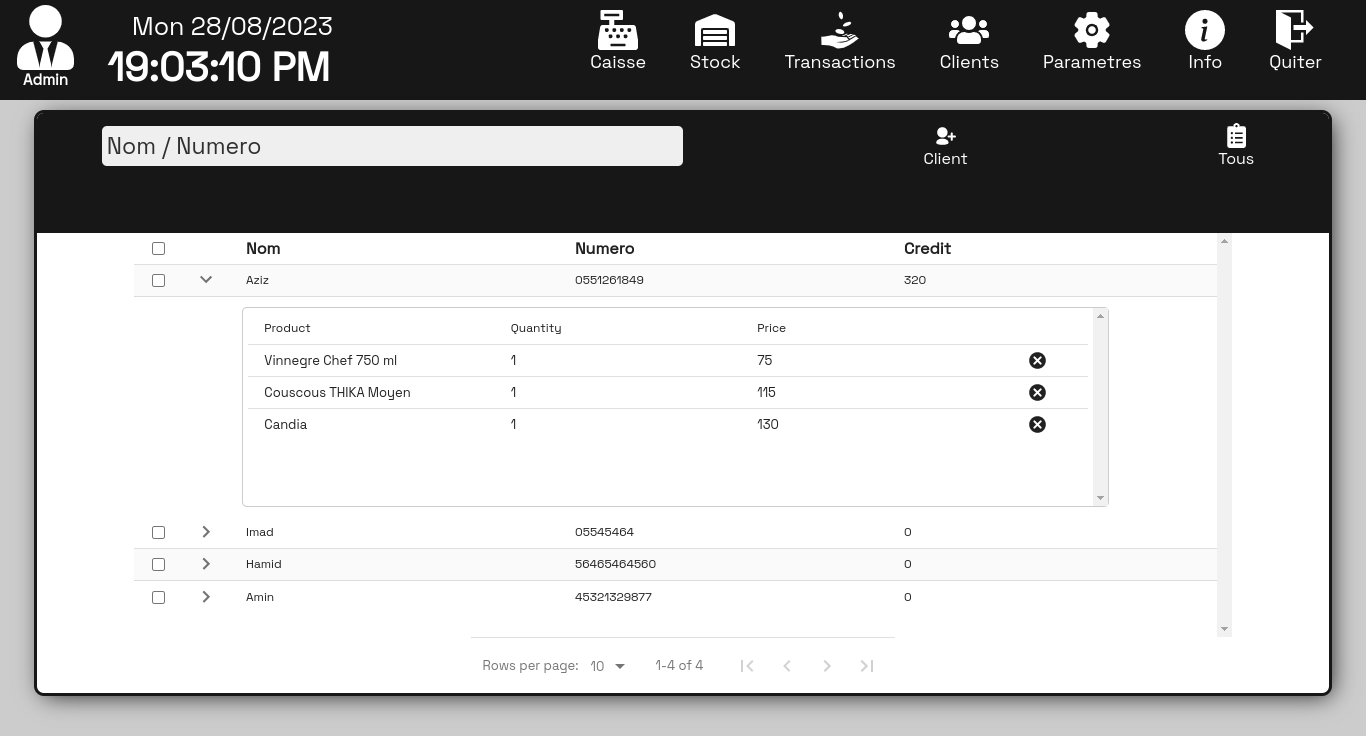 Mon 28/08/2023
19:03:10 PM
Admin
Caisse Stock Transactions Clients Parametres Info Quiter
Nom / Numero
Client Tous
Nom Numero Credit
Aziz 0551261849 320
Product Quantity Price
Vinnegre Chef 750 ml 1 75
Couscous THIKA Moyen 1 115
Candia 1 130
Imad 05545464 0
Hamid 56465464560 0
Amin 45321329877 0
Rows per page: 10 1-4 of 4